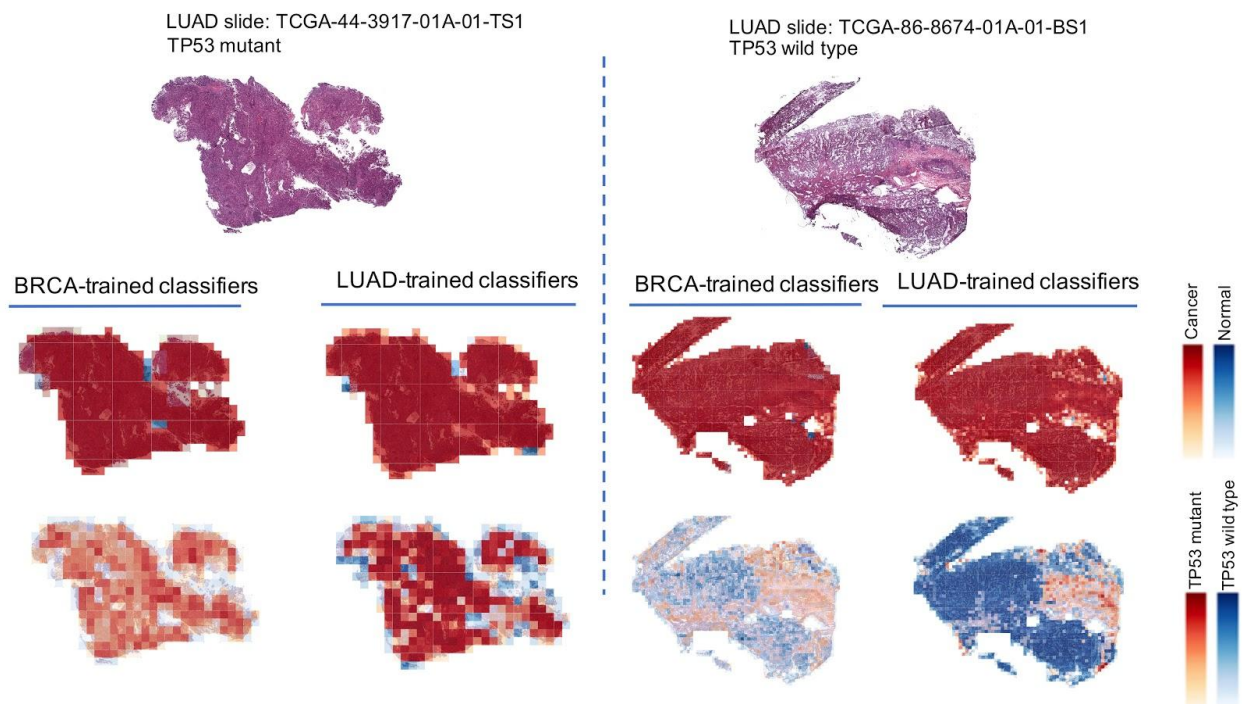 LUAD slide: TCGA-44-3917-01A-01-TS1
TP53 mutant
LUAD slide: TCGA-86-8674-01A-01-BS1
TP53 wild type
BRCA-trained classifiers
LUAD-trained classifiers
BRCA-trained classifiers
LUAD-trained classifiers
Cancer
Normal
TP53 mutant
TP53 wild type